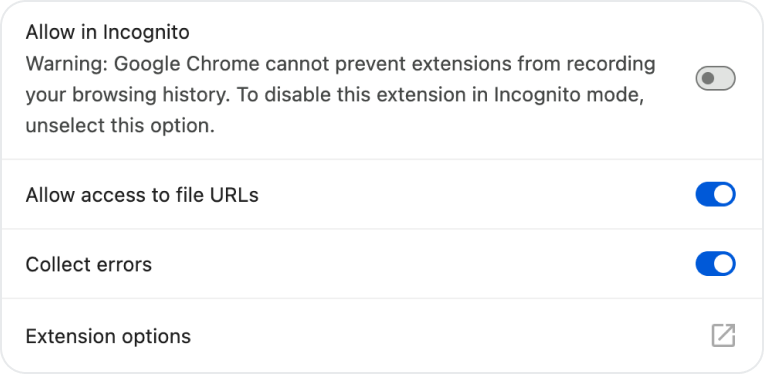 Allow in Incognito
Warning: Google Chrome cannot prevent extensions from recording
your browsing history. To disable this extension in Incognito mode,
unselect this option.
Allow access to file URLs
Collect errors
Extension options